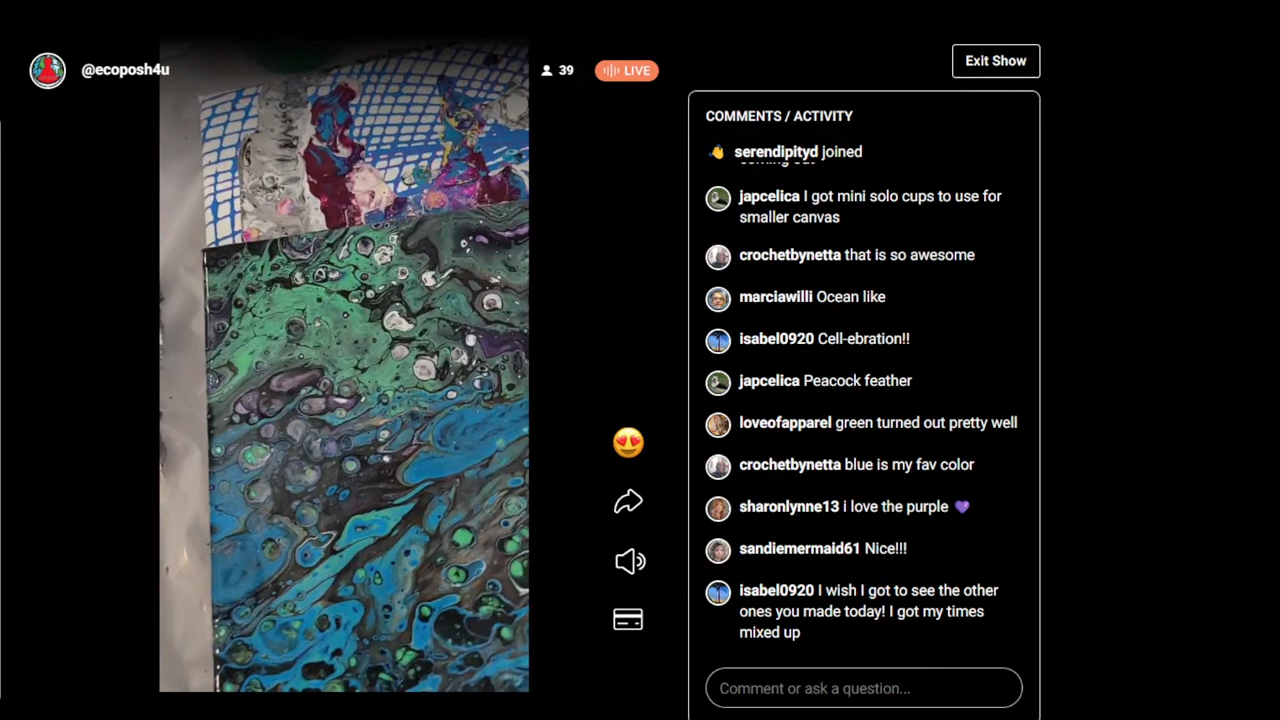 @ecoposh4u
39
LIVE
Exit Show
COMMENTS / ACTIVITY
serendipityd joined
coming out
japcelica I got mini solo cups to use for
smaller canvas
crochetbynetta that is so awesome
marciawilli Ocean like
isabel0920 Cell-ebration!!
japcelica Peacock feather
loveofapparel green turned out pretty well
crochetbynetta blue is my fav color
sharonlynne13 i love the purple 💜
sandiemermaid61 Nice!!!
isabel0920 I wish I got to see the other
ones you made today! I got my times
mixed up
Comment or ask a question...